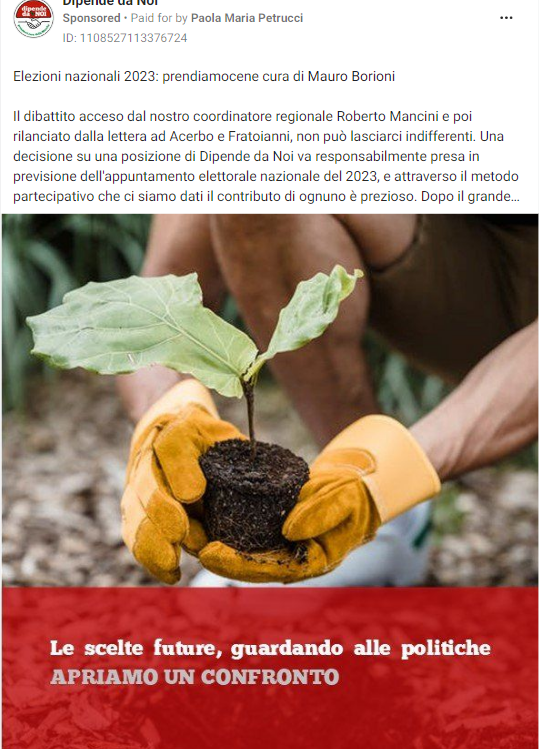 Dipende da Noi
dipende
da NOI
Sponsored • Paid for by Paola Maria Petrucci
ID: 1108527113376724
Elezioni nazionali 2023: prendiamocene cura di Mauro Borioni
Il dibattito acceso dal nostro coordinatore regionale Roberto Mancini e poi
rilanciato dalla lettera ad Acerbo e Fratoianni, non può lasciarci indifferenti. Una
decisione su una posizione di Dipende da Noi va responsabilmente presa in
previsione dell'appuntamento elettorale nazionale del 2023, e attraverso il metodo
partecipativo che ci siamo dati il contributo di ognuno è prezioso. Dopo il grande...
Le scelte future, guardando alle politiche
APRIAMO UN CONFRONTO